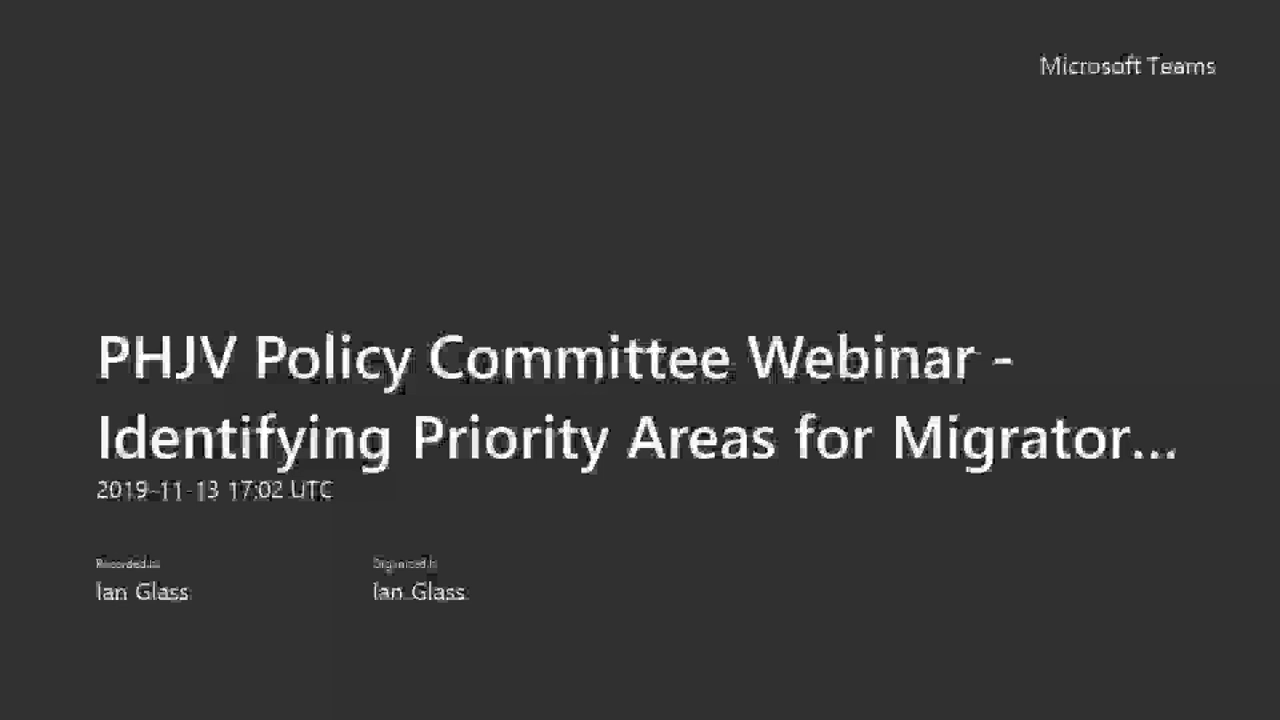 Microsoft Teams
PHJV Policy Committee Webinar -
Identifying Priority Areas for Migrator...
2019-11-13 17:02 UTC
Recorded by Organized by
Ian Glass Ian Glass